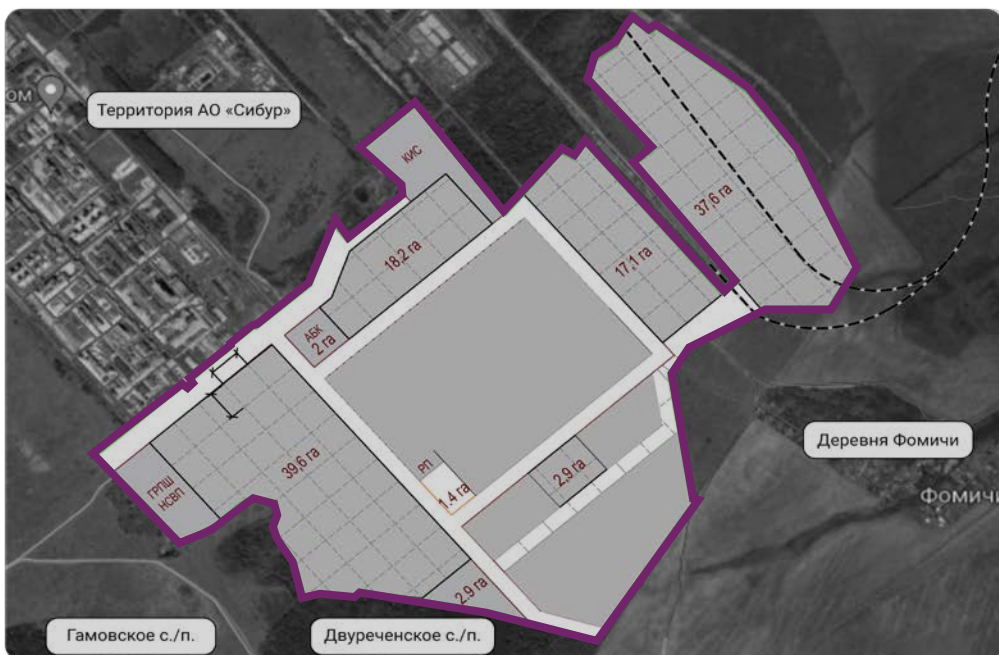 ом
Территория АО «Сибур»
КИС
37,6 га
18,2 га
17,1 га
АБК
2 га
Деревня Фомичи
39,6 га
РП
1.4 га
2,9 га
ГРПШ
НСВП
Фомичи
2.9 га
Гамовское с./п.
Двуреченское с./п.